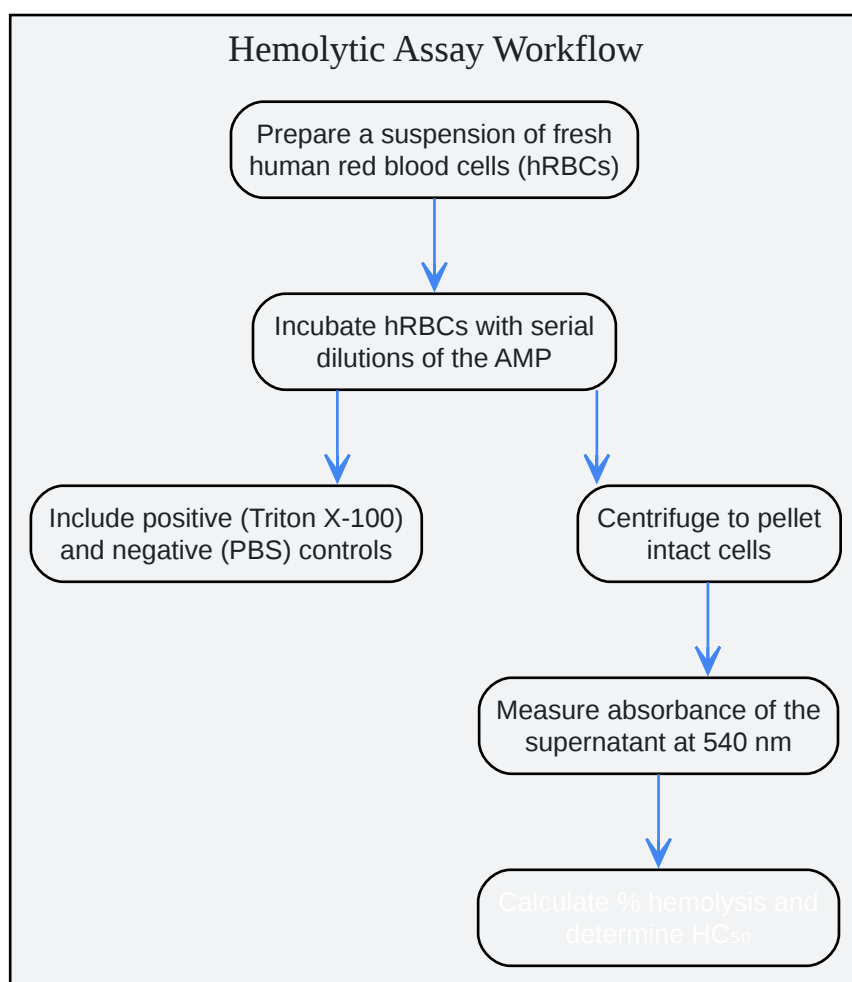 Hemolytic Assay Workflow
Prepare a suspension of fresh
human red blood cells (hRBCs)
Incubate hRBCs with serial
dilutions of the AMP
Include positive (Triton X-100)
and negative (PBS) controls
Centrifuge to pellet
intact cells
Measure absorbance of the
supernatant at 540 nm
Calculate % hemolysis and
determine HC₅₀